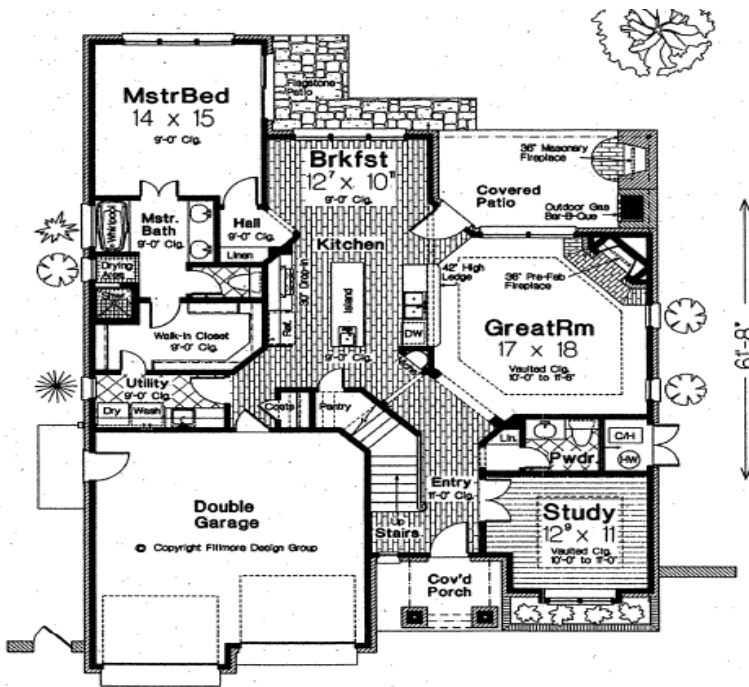 Flagstone
Patio
MstrBed
14 x 15
9'-0" Clg.
Brkfst
12⁷ x 10¹¹
9'-0" Clg.
36" Masonery
Fireplace
Covered
Patio
Outdoor Gas
Bar-B-Que
Whirlpool
Mstr.
Bath
9'-0" Clg.
Hall
9'-0" Clg.
Linen
Kitchen
Drying
Area
30" Drop-in
Island
42" High
Ledge
36" Pre-Fab
Fireplace
GreatRm
17 x 18
Vaulted Clg.
10'-0" to 11'-6"
61'-8"
Walk-in Closet
9'-0" Clg.
Ref.
9'-0" Clg.
DW
Utility
9'-0" Clg.
Dry
Wash
Coats
Pantry
Lin.
Pwdr.
C/H
HW
Entry
11'-0" Clg.
Up
Stairs
Double
Garage
© Copyright Fillmore Design Group
Study
12⁹ x 11
Vaulted Clg.
10'-0" to 11'-0"
Cov'd
Porch